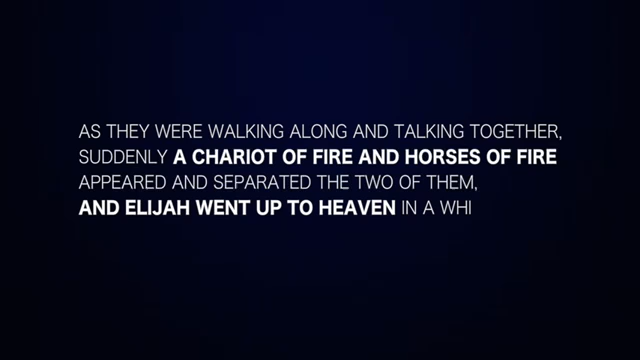 AS THEY WERE WALKING ALONG AND TALKING TOGETHER,
SUDDENLY A CHARIOT OF FIRE AND HORSES OF FIRE
APPEARED AND SEPARATED THE TWO OF THEM,
AND ELIJAH WENT UP TO HEAVEN IN A WHI